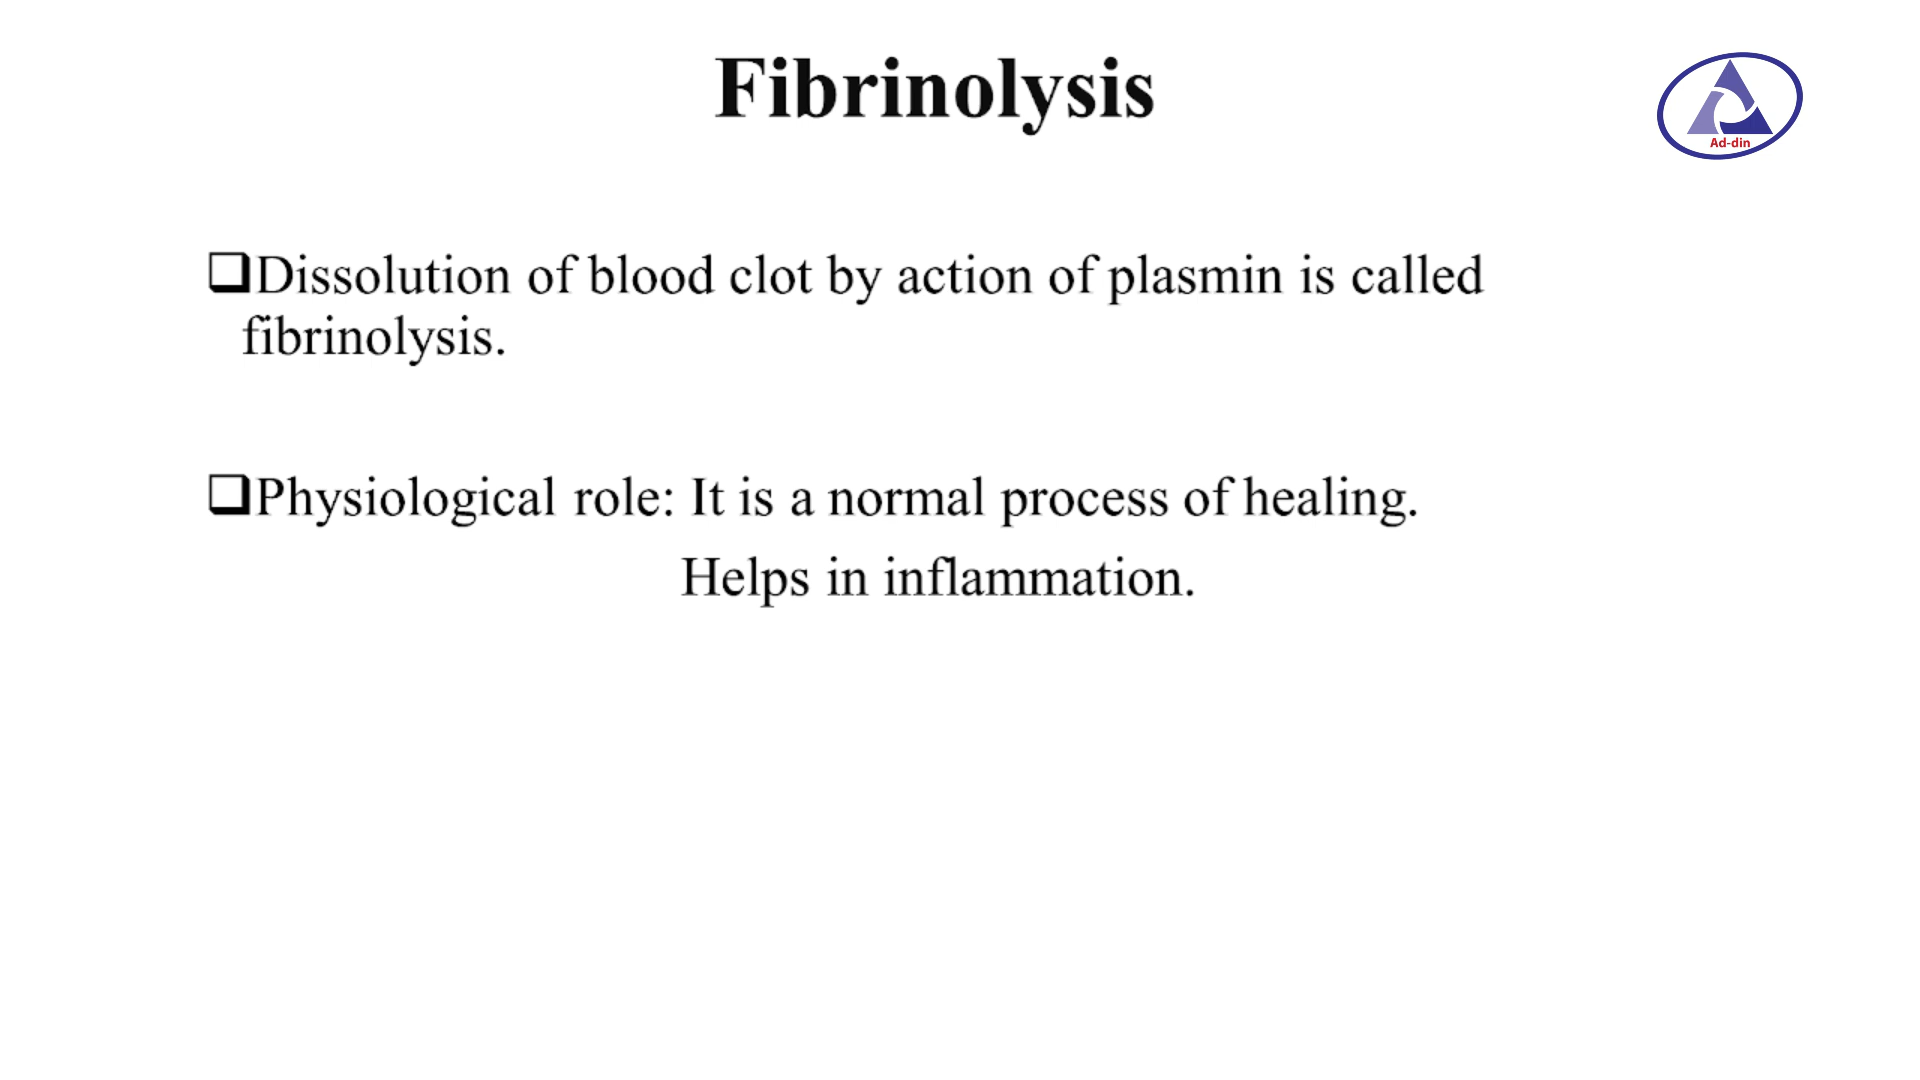 Fibrinolysis
Ad-din
❑Dissolution of blood clot by action of plasmin is called
fibrinolysis.
❑Physiological role: It is a normal process of healing.
Helps in inflammation.